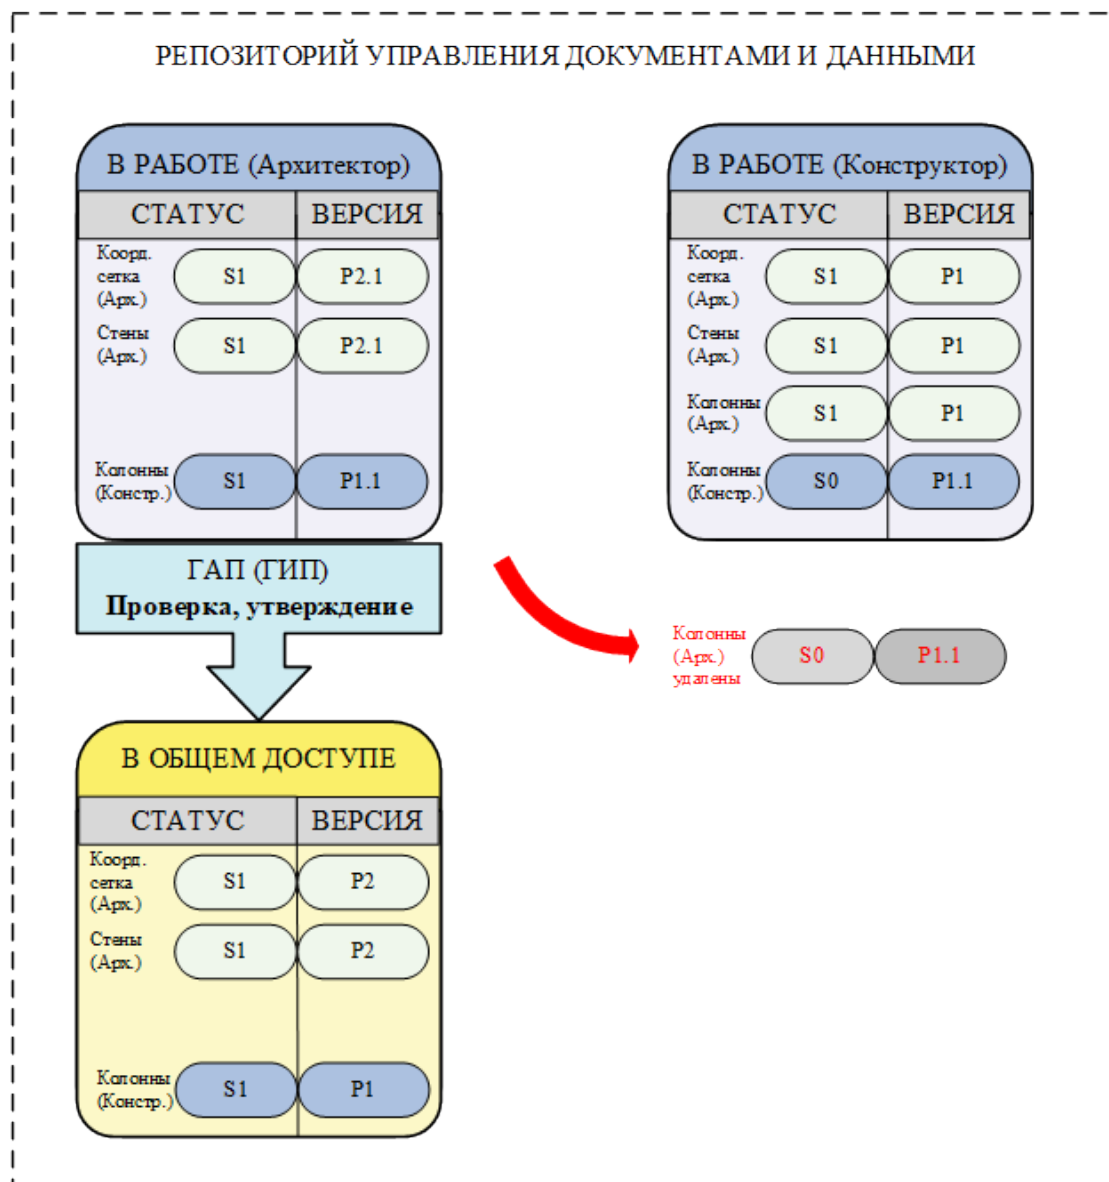 РЕПОЗИТОРИЙ УПРАВЛЕНИЯ ДОКУМЕНТАМИ И ДАННЫМИ
В РАБОТЕ (Архитектор)
СТАТУС ВЕРСИЯ
Коорд.
сетка
(Арх.)
S1 P2.1
Стены
(Арх.)
S1 P2.1
Колонны
(Констр.)
S1 P1.1
В РАБОТЕ (Конструктор)
СТАТУС ВЕРСИЯ
Коорд.
сетка
(Арх.)
S1 P1
Стены
(Арх.)
S1 P1
Колонны
(Арх.)
S1 P1
Колонны
(Констр.)
S0 P1.1
ГАП (ГИП)
Проверка, утверждение
Колонны
(Арх.)
удалены
S0 P1.1
В ОБЩЕМ ДОСТУПЕ
СТАТУС ВЕРСИЯ
Коорд.
сетка
(Арх.)
S1 P2
Стены
(Арх.)
S1 P2
Колонны
(Констр.)
S1 P1